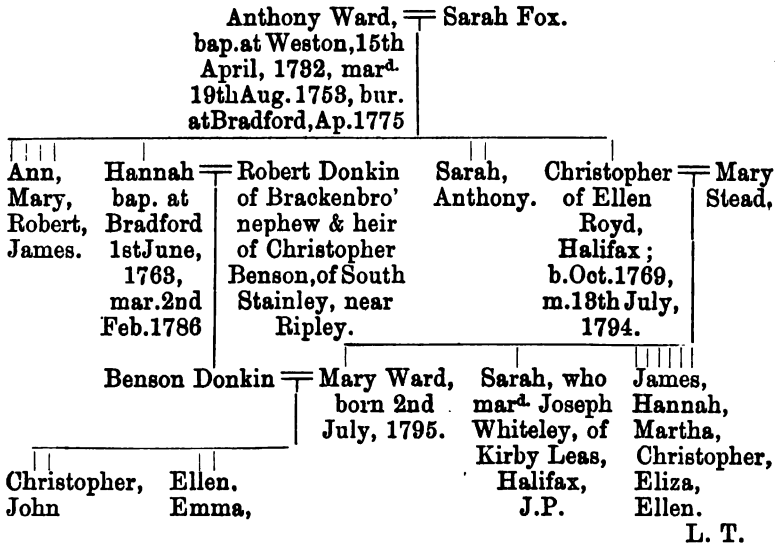 Anthony Ward, = Sarah Fox.
bap. at Weston, 15th
April, 1732, mard.
19th Aug. 1753, bur.
at Bradford, Ap. 1775
Ann,
Mary,
Robert,
James.
Hannah =
bap. at
Bradford
1st June,
1763,
mar. 2nd
Feb. 1786
Robert Donkin
of Brackenbro'
nephew & heir
of Christopher
Benson, of South
Stainley, near
Ripley.
Sarah,
Anthony.
Christopher =
of Ellen
Royd,
Halifax ;
b. Oct. 1769,
m. 13th July,
1794.
Mary
Stead,
Benson Donkin =
Mary Ward,
born 2nd
July, 1795.
Sarah, who
mard. Joseph
Whiteley, of
Kirby Leas,
Halifax,
J.P.
James,
Hannah,
Martha,
Christopher,
Eliza,
Ellen.
Christopher,
John
Ellen.
Emma,
L. T.